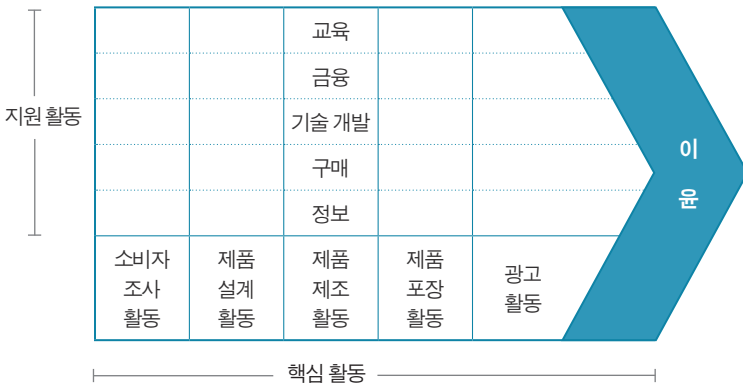 지원 활동
교육
금융
기술 개발
구매
정보
소비자
조사
활동
제품
설계
활동
제품
제조
활동
제품
포장
활동
광고
활동
이
윤
핵심 활동